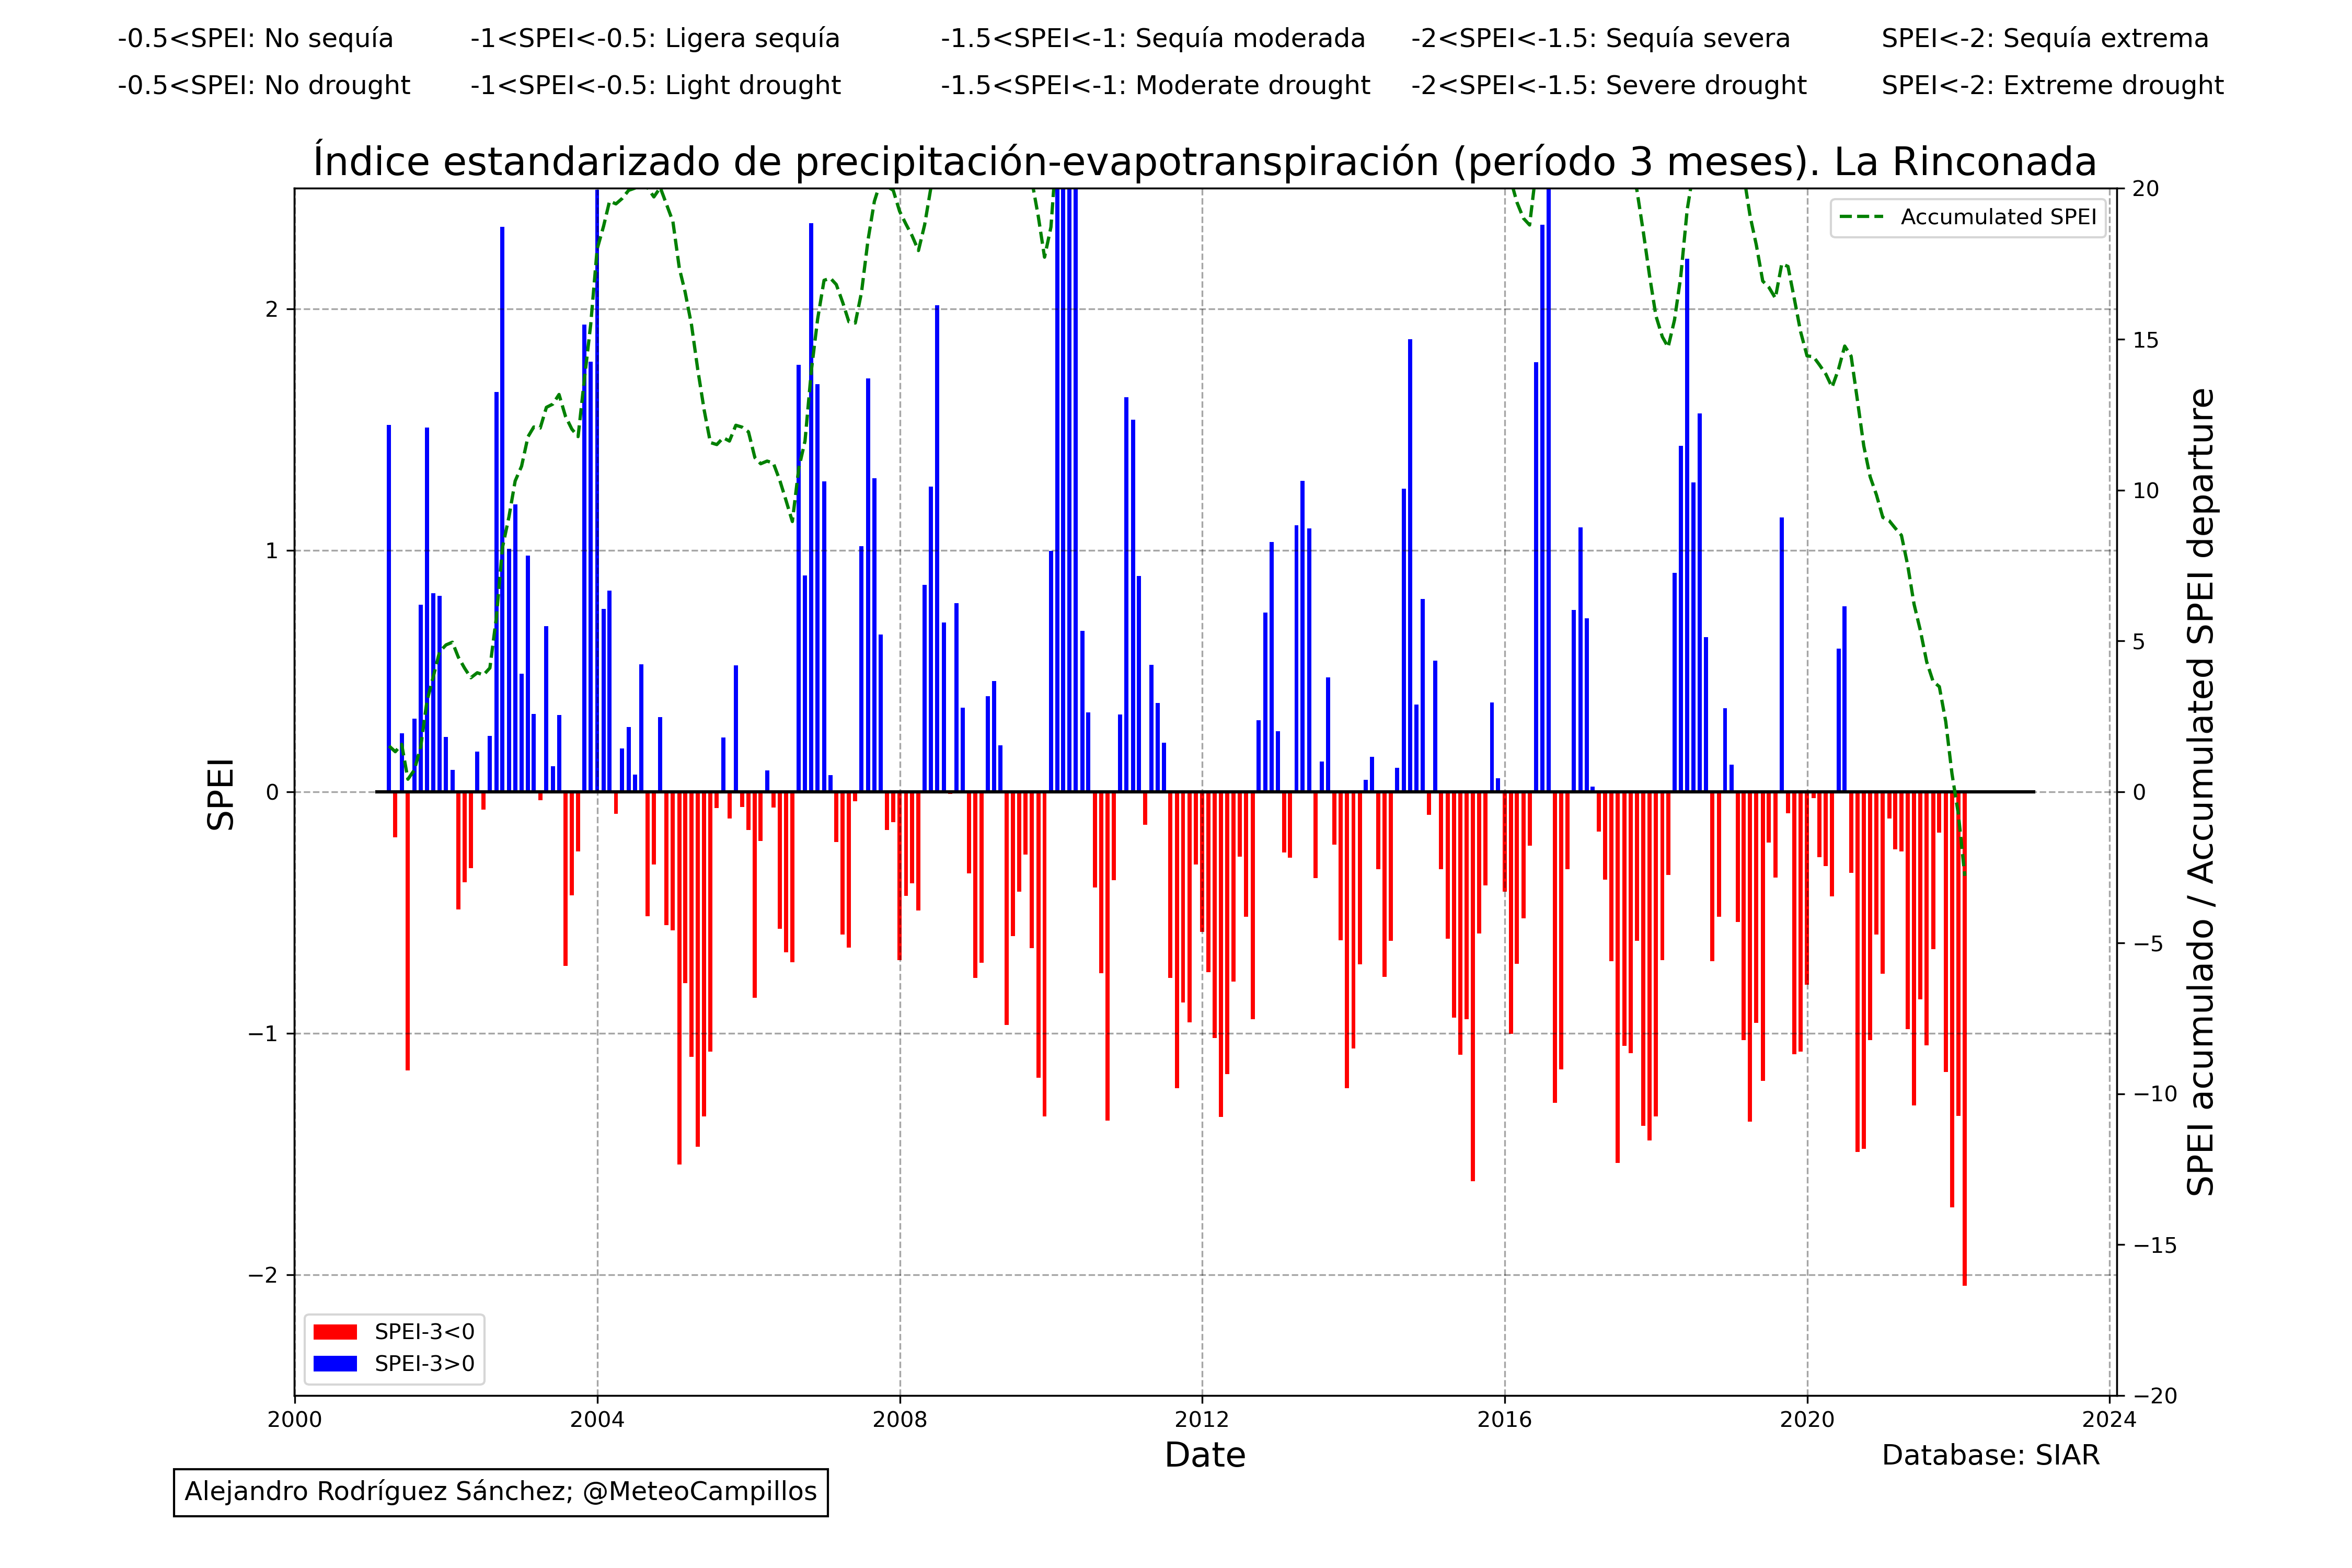 -0.5<SPEI: No sequía -1<SPEI<-0.5: Ligera sequía -1.5<SPEI<-1: Sequía moderada -2<SPEI<-1.5: Sequía severa SPEI<-2: Sequía extrema
-0.5<SPEI: No drought -1<SPEI<-0.5: Light drought -1.5<SPEI<-1: Moderate drought -2<SPEI<-1.5: Severe drought SPEI<-2: Extreme drought
Índice estandarizado de precipitación-evapotranspiración (período 3 meses). La Rinconada
Accumulated SPEI
SPEI
2
1
0
−1
−2
20
15
10
5
0
−5
−10
−15
−20
SPEI acumulado / Accumulated SPEI departure
SPEI-3<0
SPEI-3>0
2000 2004 2008 2012 2016 2020 2024
Date
Database: SIAR
Alejandro Rodríguez Sánchez; @MeteoCampillos